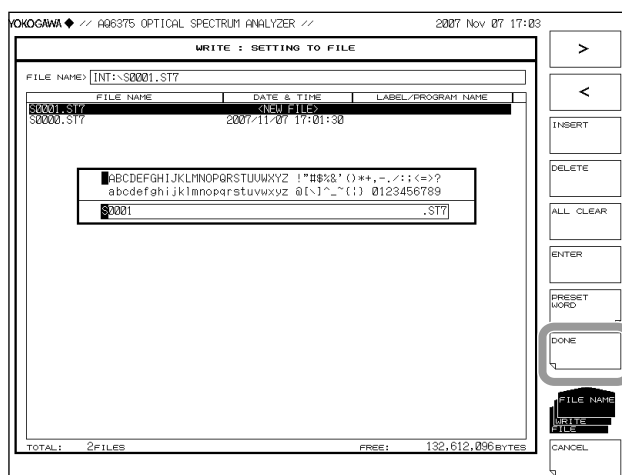 YOKOGAWA ◆ // AQ6375 OPTICAL SPECTRUM ANALYZER // 2007 Nov 07 17:03
WRITE : SETTING TO FILE
FILE NAME> INT:\S0001.ST7
FILE NAME DATE & TIME LABEL/PROGRAM NAME
S0001.ST7 <NEW FILE>
S0000.ST7 2007/11/07 17:01:30
ABCDEFGHIJKLMNOPQRSTUVWXYZ !"#$%&'()*+,-./:;<=>?
abcdefghijklmnopqrstuvwxyz @[\]^_~{¦} 0123456789
S0001 .ST7
TOTAL: 2FILES FREE: 132,612,096 BYTES
>
<
INSERT
DELETE
ALL CLEAR
ENTER
PRESET
WORD
DONE
FILE NAME
WRITE
FILE
CANCEL